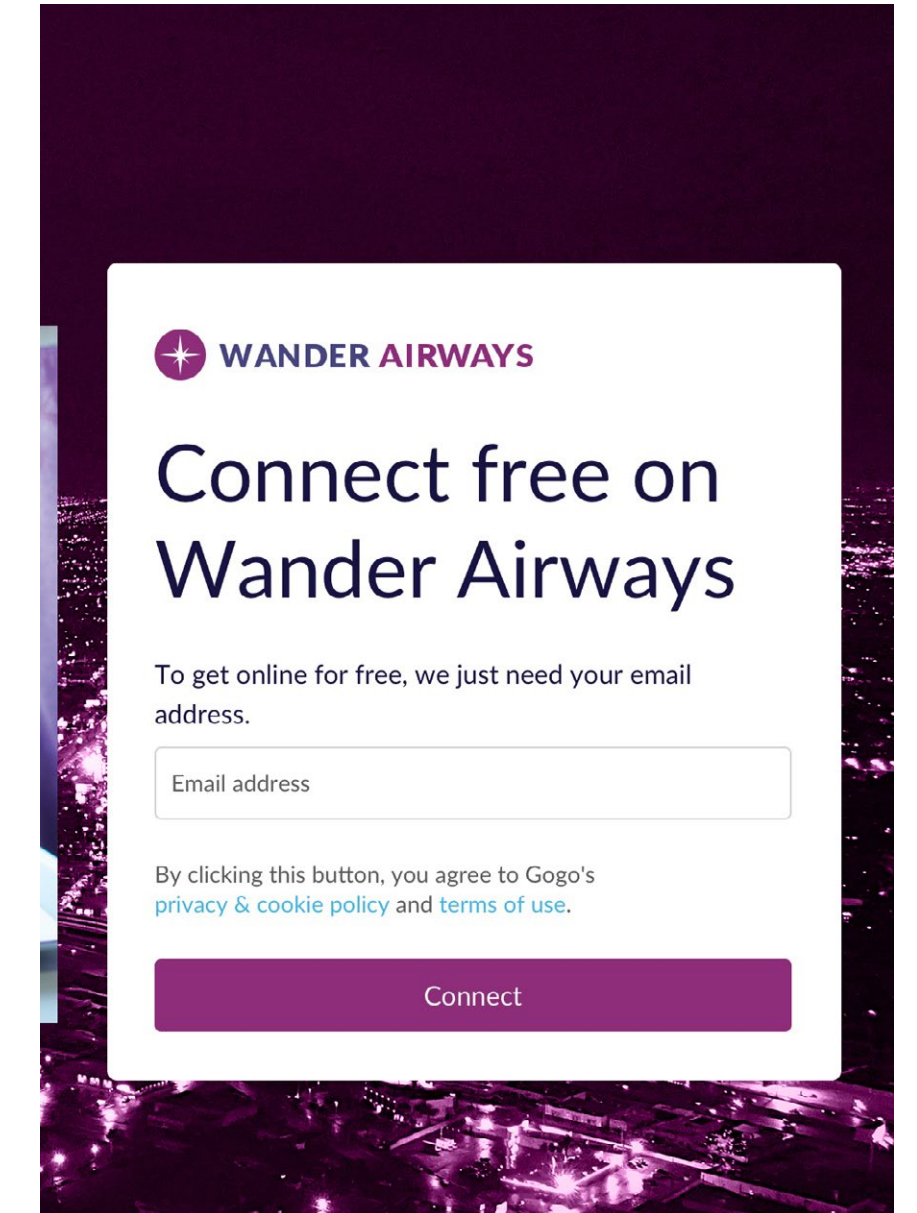 WANDER AIRWAYS
Connect free on
Wander Airways
To get online for free, we just need your email
address.
Email address
By clicking this button, you agree to Gogo's
privacy & cookie policy and terms of use.
Connect